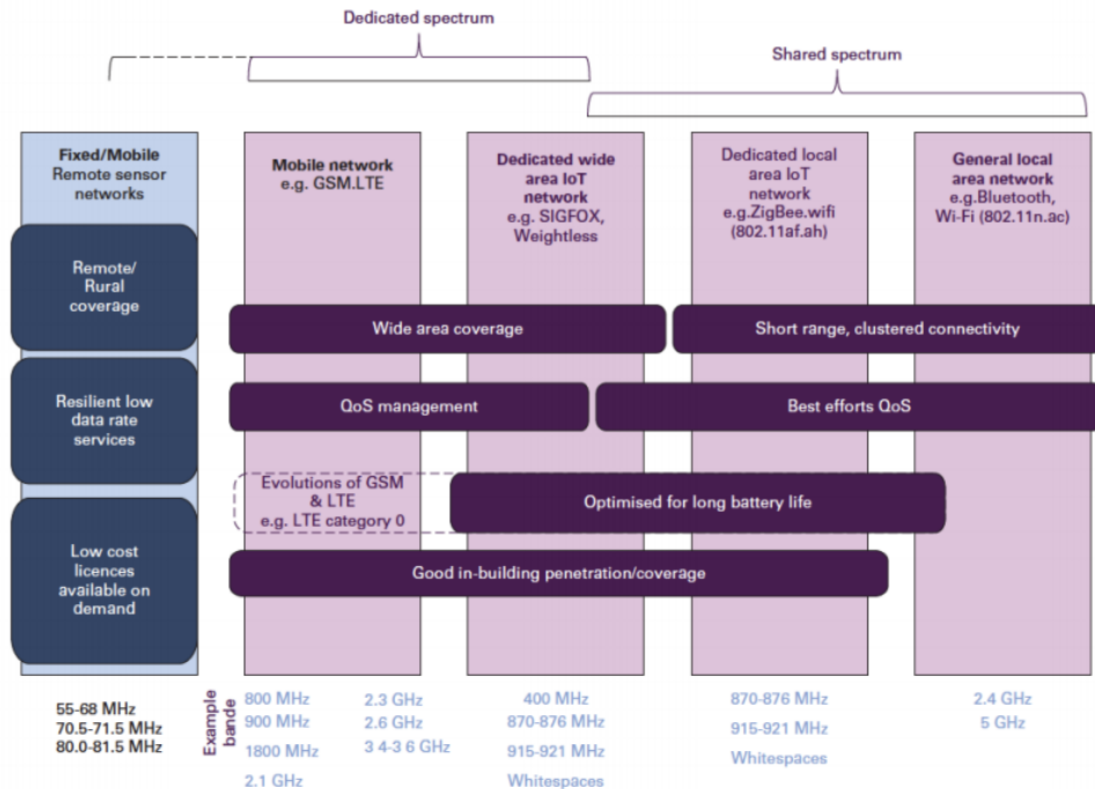 Dedicated spectrum
Shared spectrum
Fixed/Mobile
Remote sensor
networks
Mobile network
e.g. GSM.LTE
Dedicated wide
area IoT
network
e.g. SIGFOX,
Weightless
Dedicated local
area IoT
network
e.g.ZigBee.wifi
(802.11af.ah)
General local
area network
e.g.Bluetooth,
Wi-Fi (802.11n.ac)
Remote/
Rural
coverage
Wide area coverage
Short range, clustered connectivity
Resilient low
data rate
services
QoS management
Best efforts QoS
Evolutions of GSM
& LTE
e.g. LTE category 0
Optimised for long battery life
Low cost
licences
available on
demand
Good in-building penetration/coverage
55-68 MHz
70.5-71.5 MHz
80.0-81.5 MHz
Example
bande
800 MHz
900 MHz
1800 MHz
2.1 GHz
2.3 GHz
2.6 GHz
3 4-3 6 GHz
400 MHz
870-876 MHz
915-921 MHz
Whitespaces
870-876 MHz
915-921 MHz
Whitespaces
2.4 GHz
5 GHz